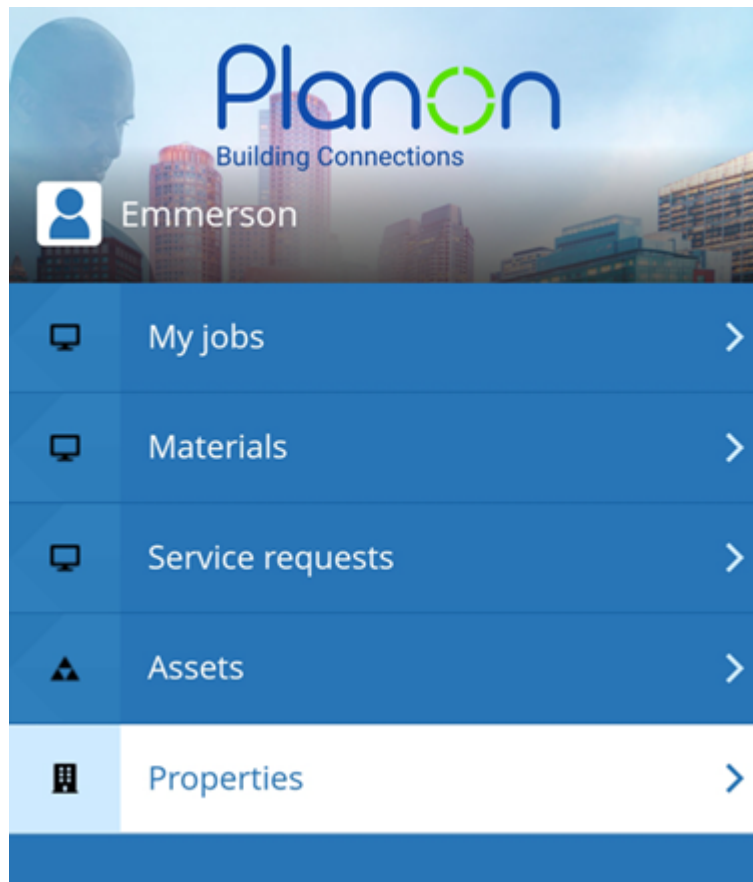 Planon
Building Connections
Emmerson
My jobs
Materials
Service requests
Assets
Properties